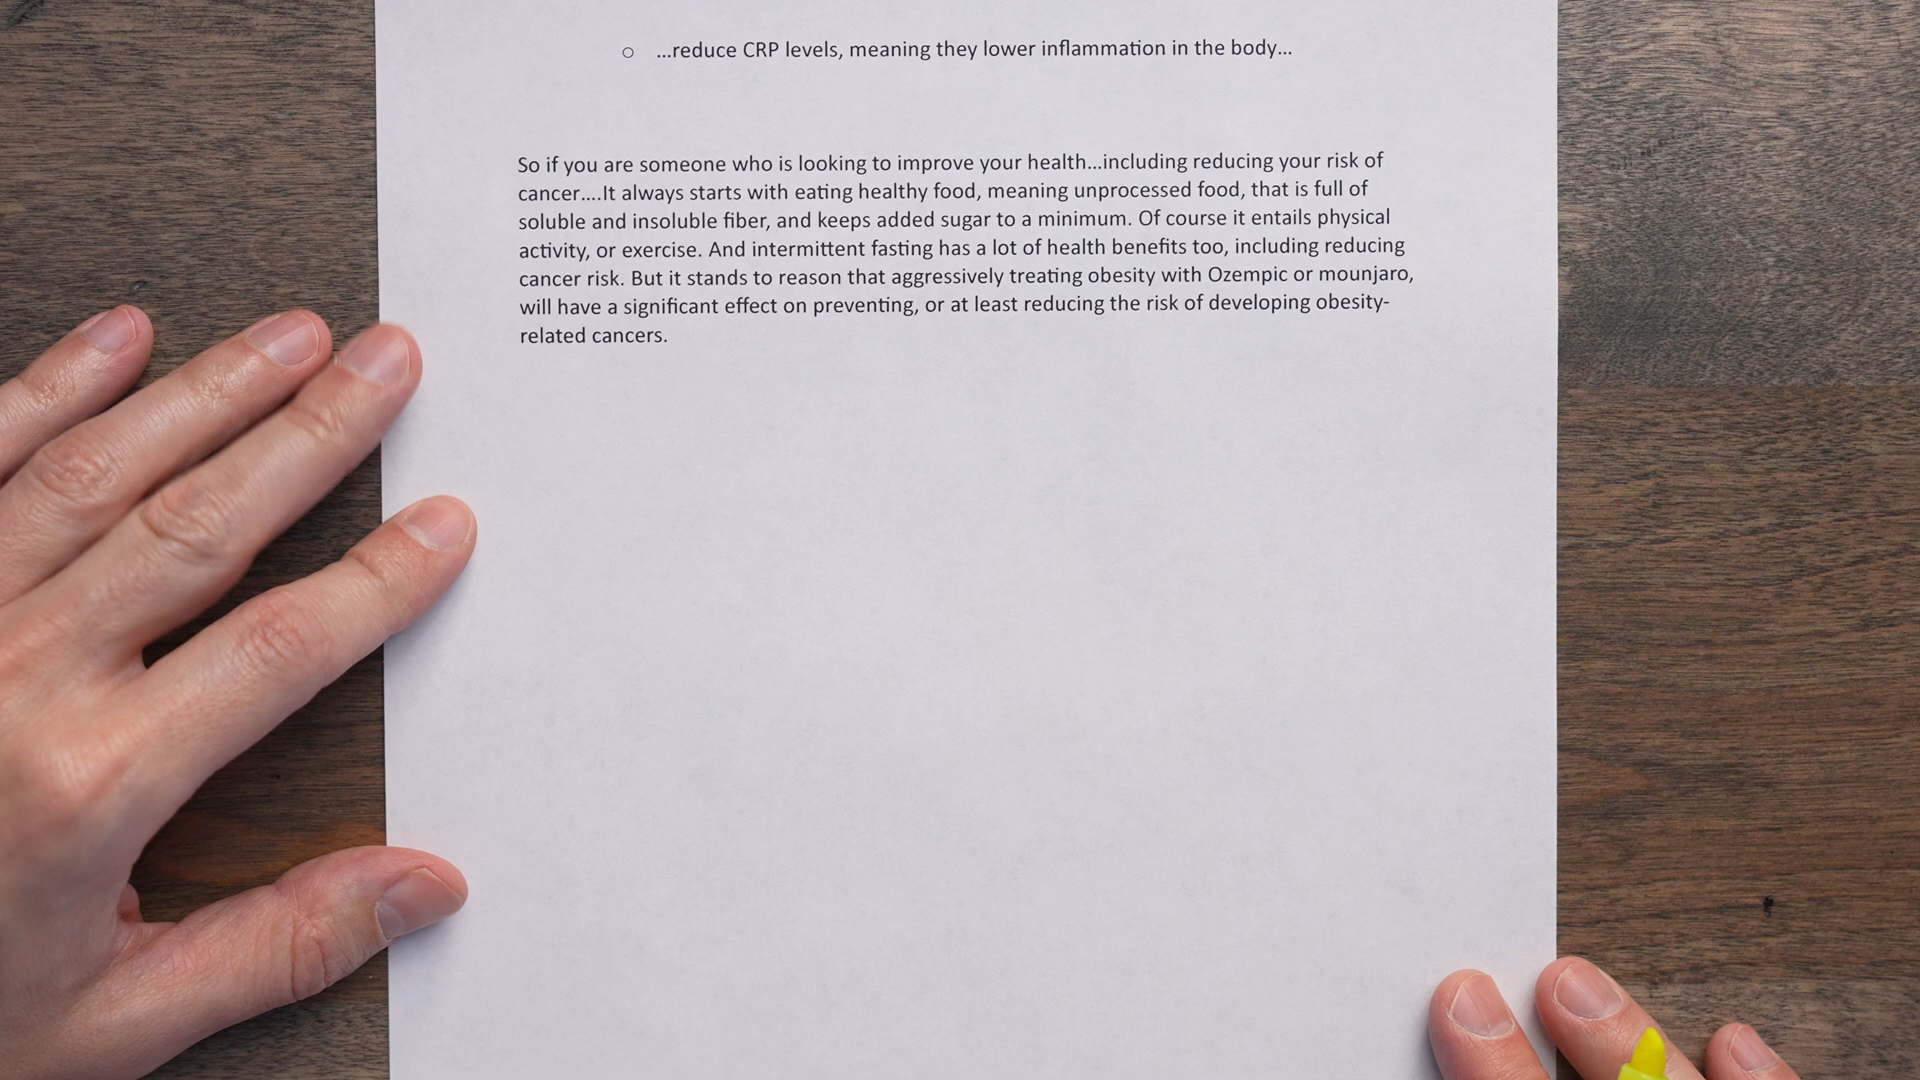 ○ …reduce CRP levels, meaning they lower inflammation in the body…
So if you are someone who is looking to improve your health…including reducing your risk of
cancer….It always starts with eating healthy food, meaning unprocessed food, that is full of
soluble and insoluble fiber, and keeps added sugar to a minimum. Of course it entails physical
activity, or exercise. And intermittent fasting has a lot of health benefits too, including reducing
cancer risk. But it stands to reason that aggressively treating obesity with Ozempic or mounjaro,
will have a significant effect on preventing, or at least reducing the risk of developing obesity-
related cancers.